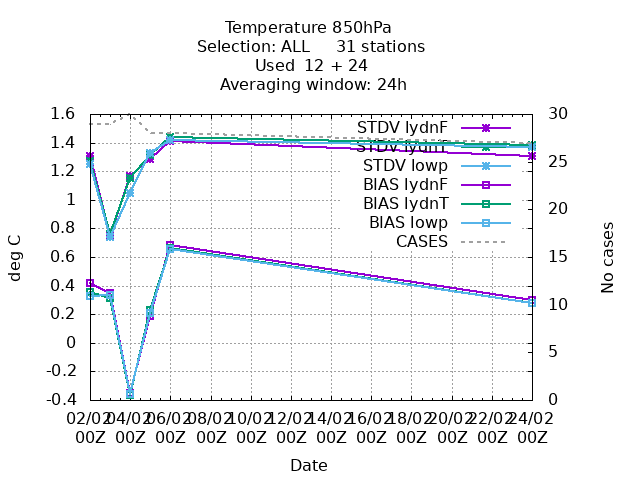 Temperature 850hPa
Selection: ALL 31 stations
Used 12 + 24
Averaging window: 24h
1.6
1.4
1.2
1
0.8
0.6
0.4
0.2
0
-0.2
-0.4
deg C
30
25
20
15
10
5
0
No cases
STDV lydnF
STDV lydnT
STDV lowp
BIAS lydnF
BIAS lydnT
BIAS lowp
CASES
02/02 04/02 06/02 08/02 10/02 12/02 14/02 16/02 18/02 20/02 22/02 24/02
00Z 00Z 00Z 00Z 00Z 00Z 00Z 00Z 00Z 00Z 00Z 00Z
Date